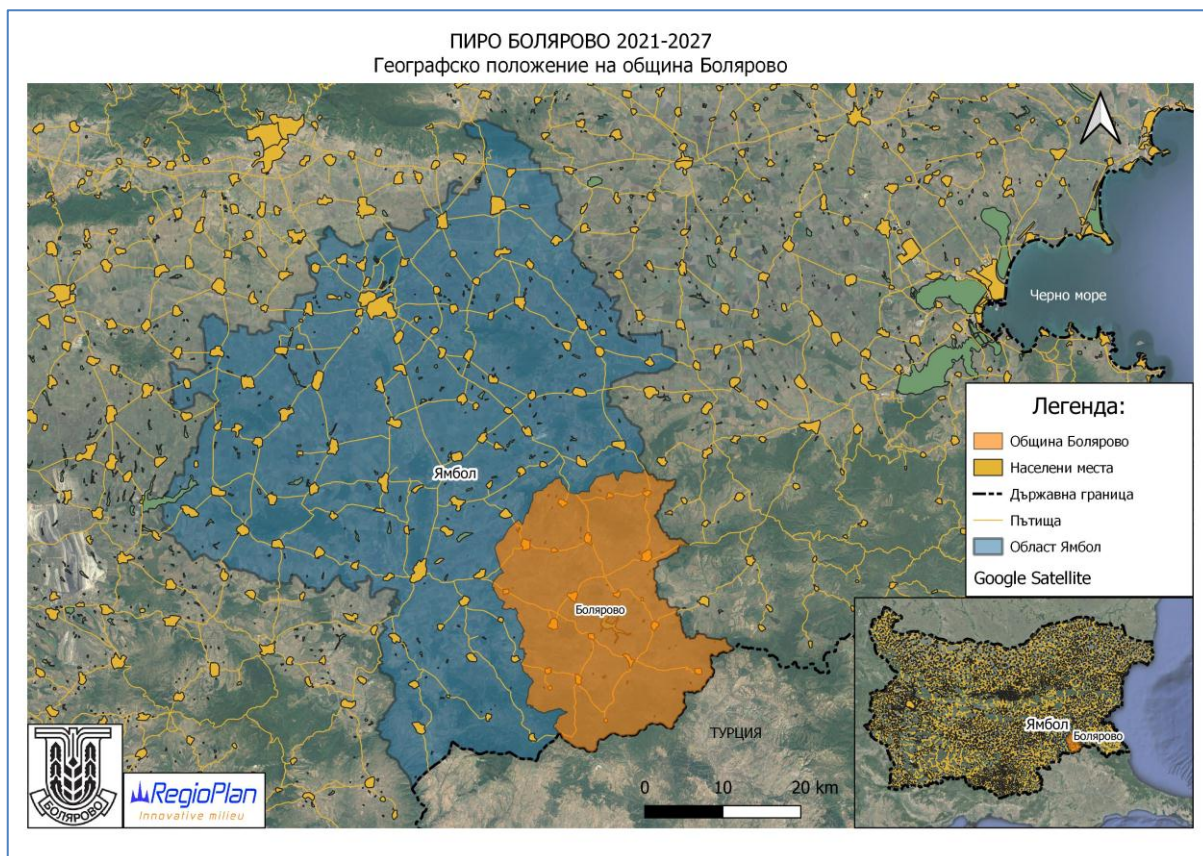 ПИРО БОЛЯРОВО 2021-2027
Географско положение на община Болярово
Черно море
Легенда:
Община Болярово
Населени места
Държавна граница
Пътища
Област Ямбол
Google Satellite
Ямбол
Болярово
ТУРЦИЯ
Ямбол
Болярово
0 10 20 km
БОЛЯРОВО
RegioPlan
Innovative milieu